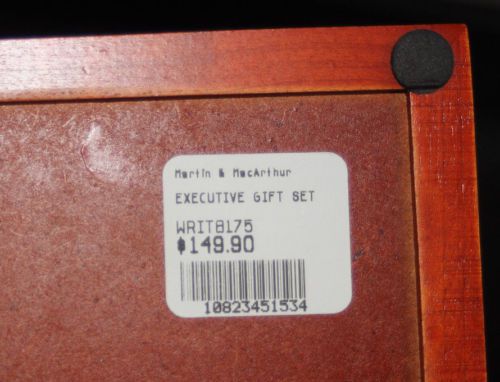 Martin & MacArthur
EXECUTIVE GIFT SET
WRIT8175
$149.90
10823451534